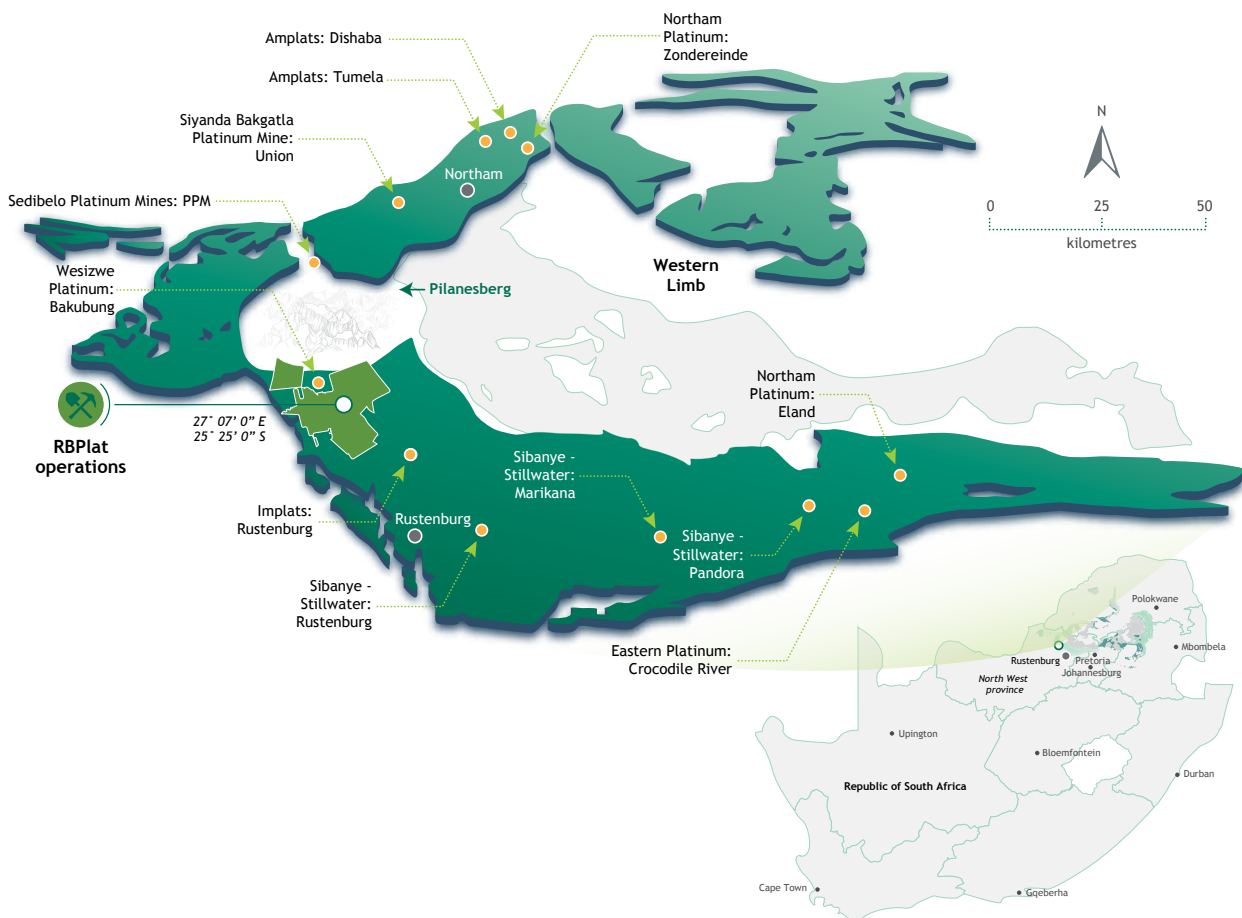 Amplats: Dishaba
Amplats: Tumela
Northam
Platinum:
Zondereinde
Siyanda Bakgatla
Platinum Mine:
Union
Northam
Sedibelo Platinum Mines: PPM
Wesizwe
Platinum:
Bakubung
Pilanesberg
Western
Limb
N
0
25
50
kilometres
RBPlat
operations
27° 07' 0” E
25° 25' 0” S
Northam
Platinum:
Eland
Implats:
Rustenburg
Rustenburg
Sibanye -
Stillwater:
Rustenburg
Sibanye -
Stillwater:
Marikana
Sibanye -
Stillwater:
Pandora
Eastern Platinum:
Crocodile River
Polokwane
Mbombela
Rustenburg
Pretoria
Johannesburg
North West
province
Upington
Bloemfontein
Durban
Republic of South Africa
Cape Town
Gqeberha